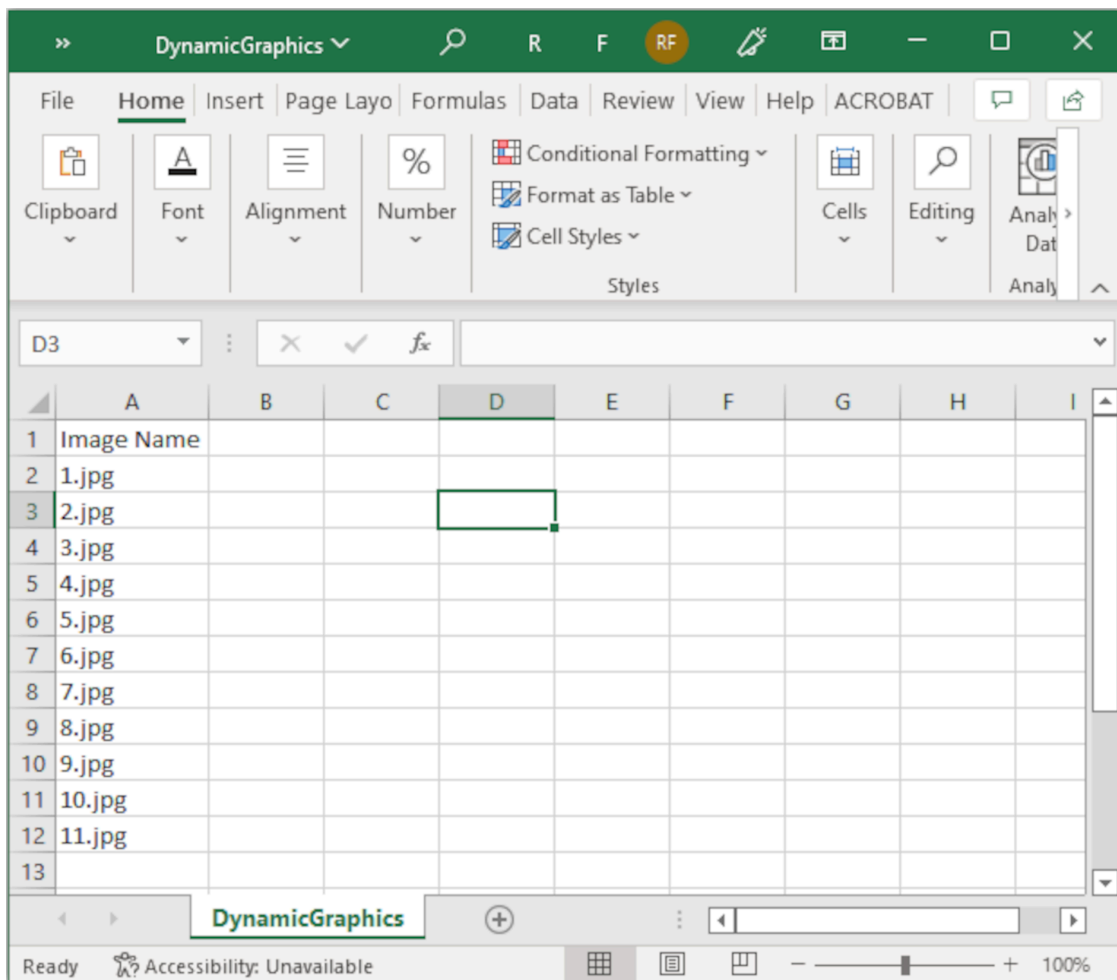 DynamicGraphics R F RF
File Home Insert Page Layo Formulas Data Review View Help ACROBAT
Clipboard Font Alignment Number
Conditional Formatting
Format as Table
Cell Styles
Styles
Cells Editing
Analy
Dat
Analy
D3 fx
A B C D E F G H I
1 Image Name
2 1.jpg
3 2.jpg
4 3.jpg
5 4.jpg
6 5.jpg
7 6.jpg
8 7.jpg
9 8.jpg
10 9.jpg
11 10.jpg
12 11.jpg
13
DynamicGraphics
Ready Accessibility: Unavailable 100%